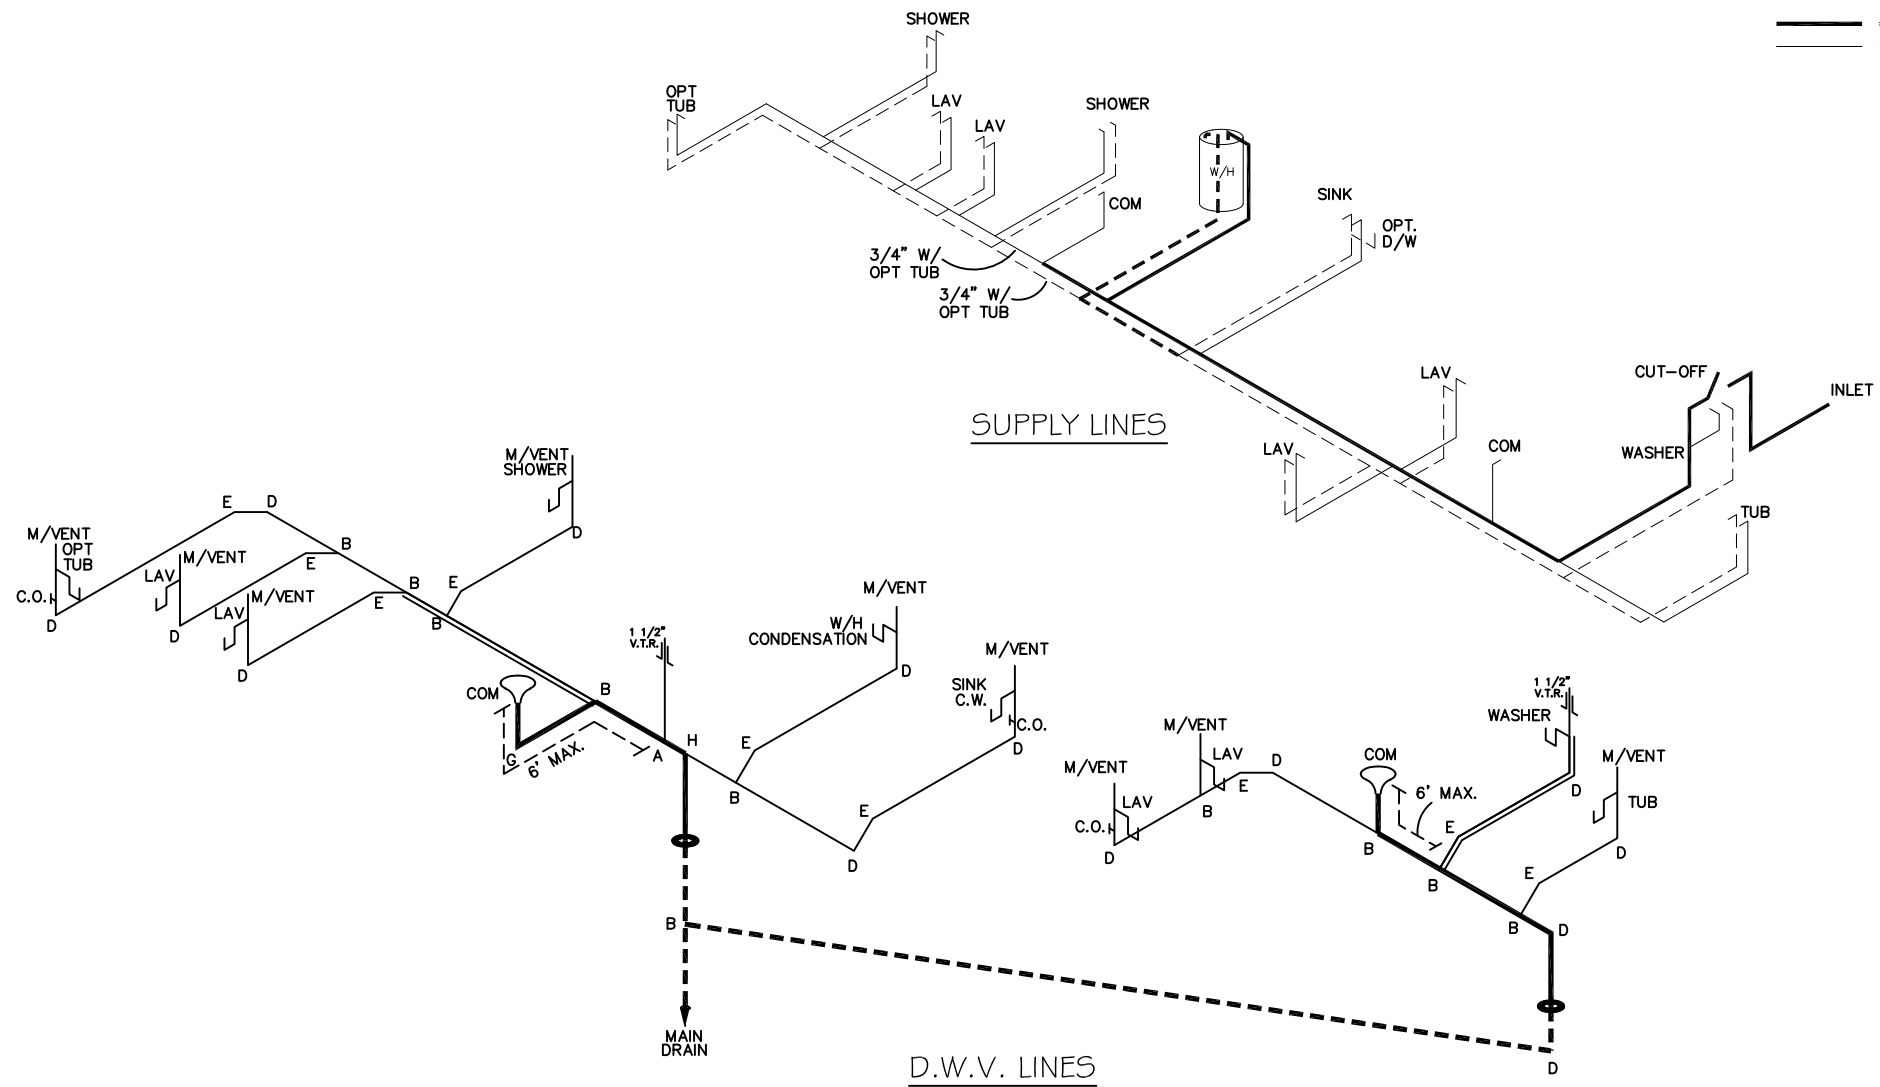 SHOWER
OPT
TUB
LAV
LAV
SHOWER
COM
W/H
SINK
OPT.
D/W
3/4" W/
OPT TUB
3/4" W/
OPT TUB
CUT-OFF
INLET
LAV
LAV
COM
WASHER
TUB
SUPPLY LINES
M/VENT
SHOWER
E
D
M/VENT
OPT
TUB
C.O.
D
LAV
M/VENT
D
E
B
LAV
M/VENT
D
E
B
E
B
D
COM
G
6' MAX.
B
1 1/2"
V.T.R.
A
H
M/VENT
W/H
CONDENSATION
D
E
B
M/VENT
SINK
C.W.
C.O.
D
E
D
B
MAIN
DRAIN
M/VENT
LAV
C.O.
D
M/VENT
LAV
B
E
D
COM
B
6' MAX.
E
B
1 1/2"
V.T.R.
WASHER
D
M/VENT
TUB
D
E
B
D
D
D.W.V. LINES